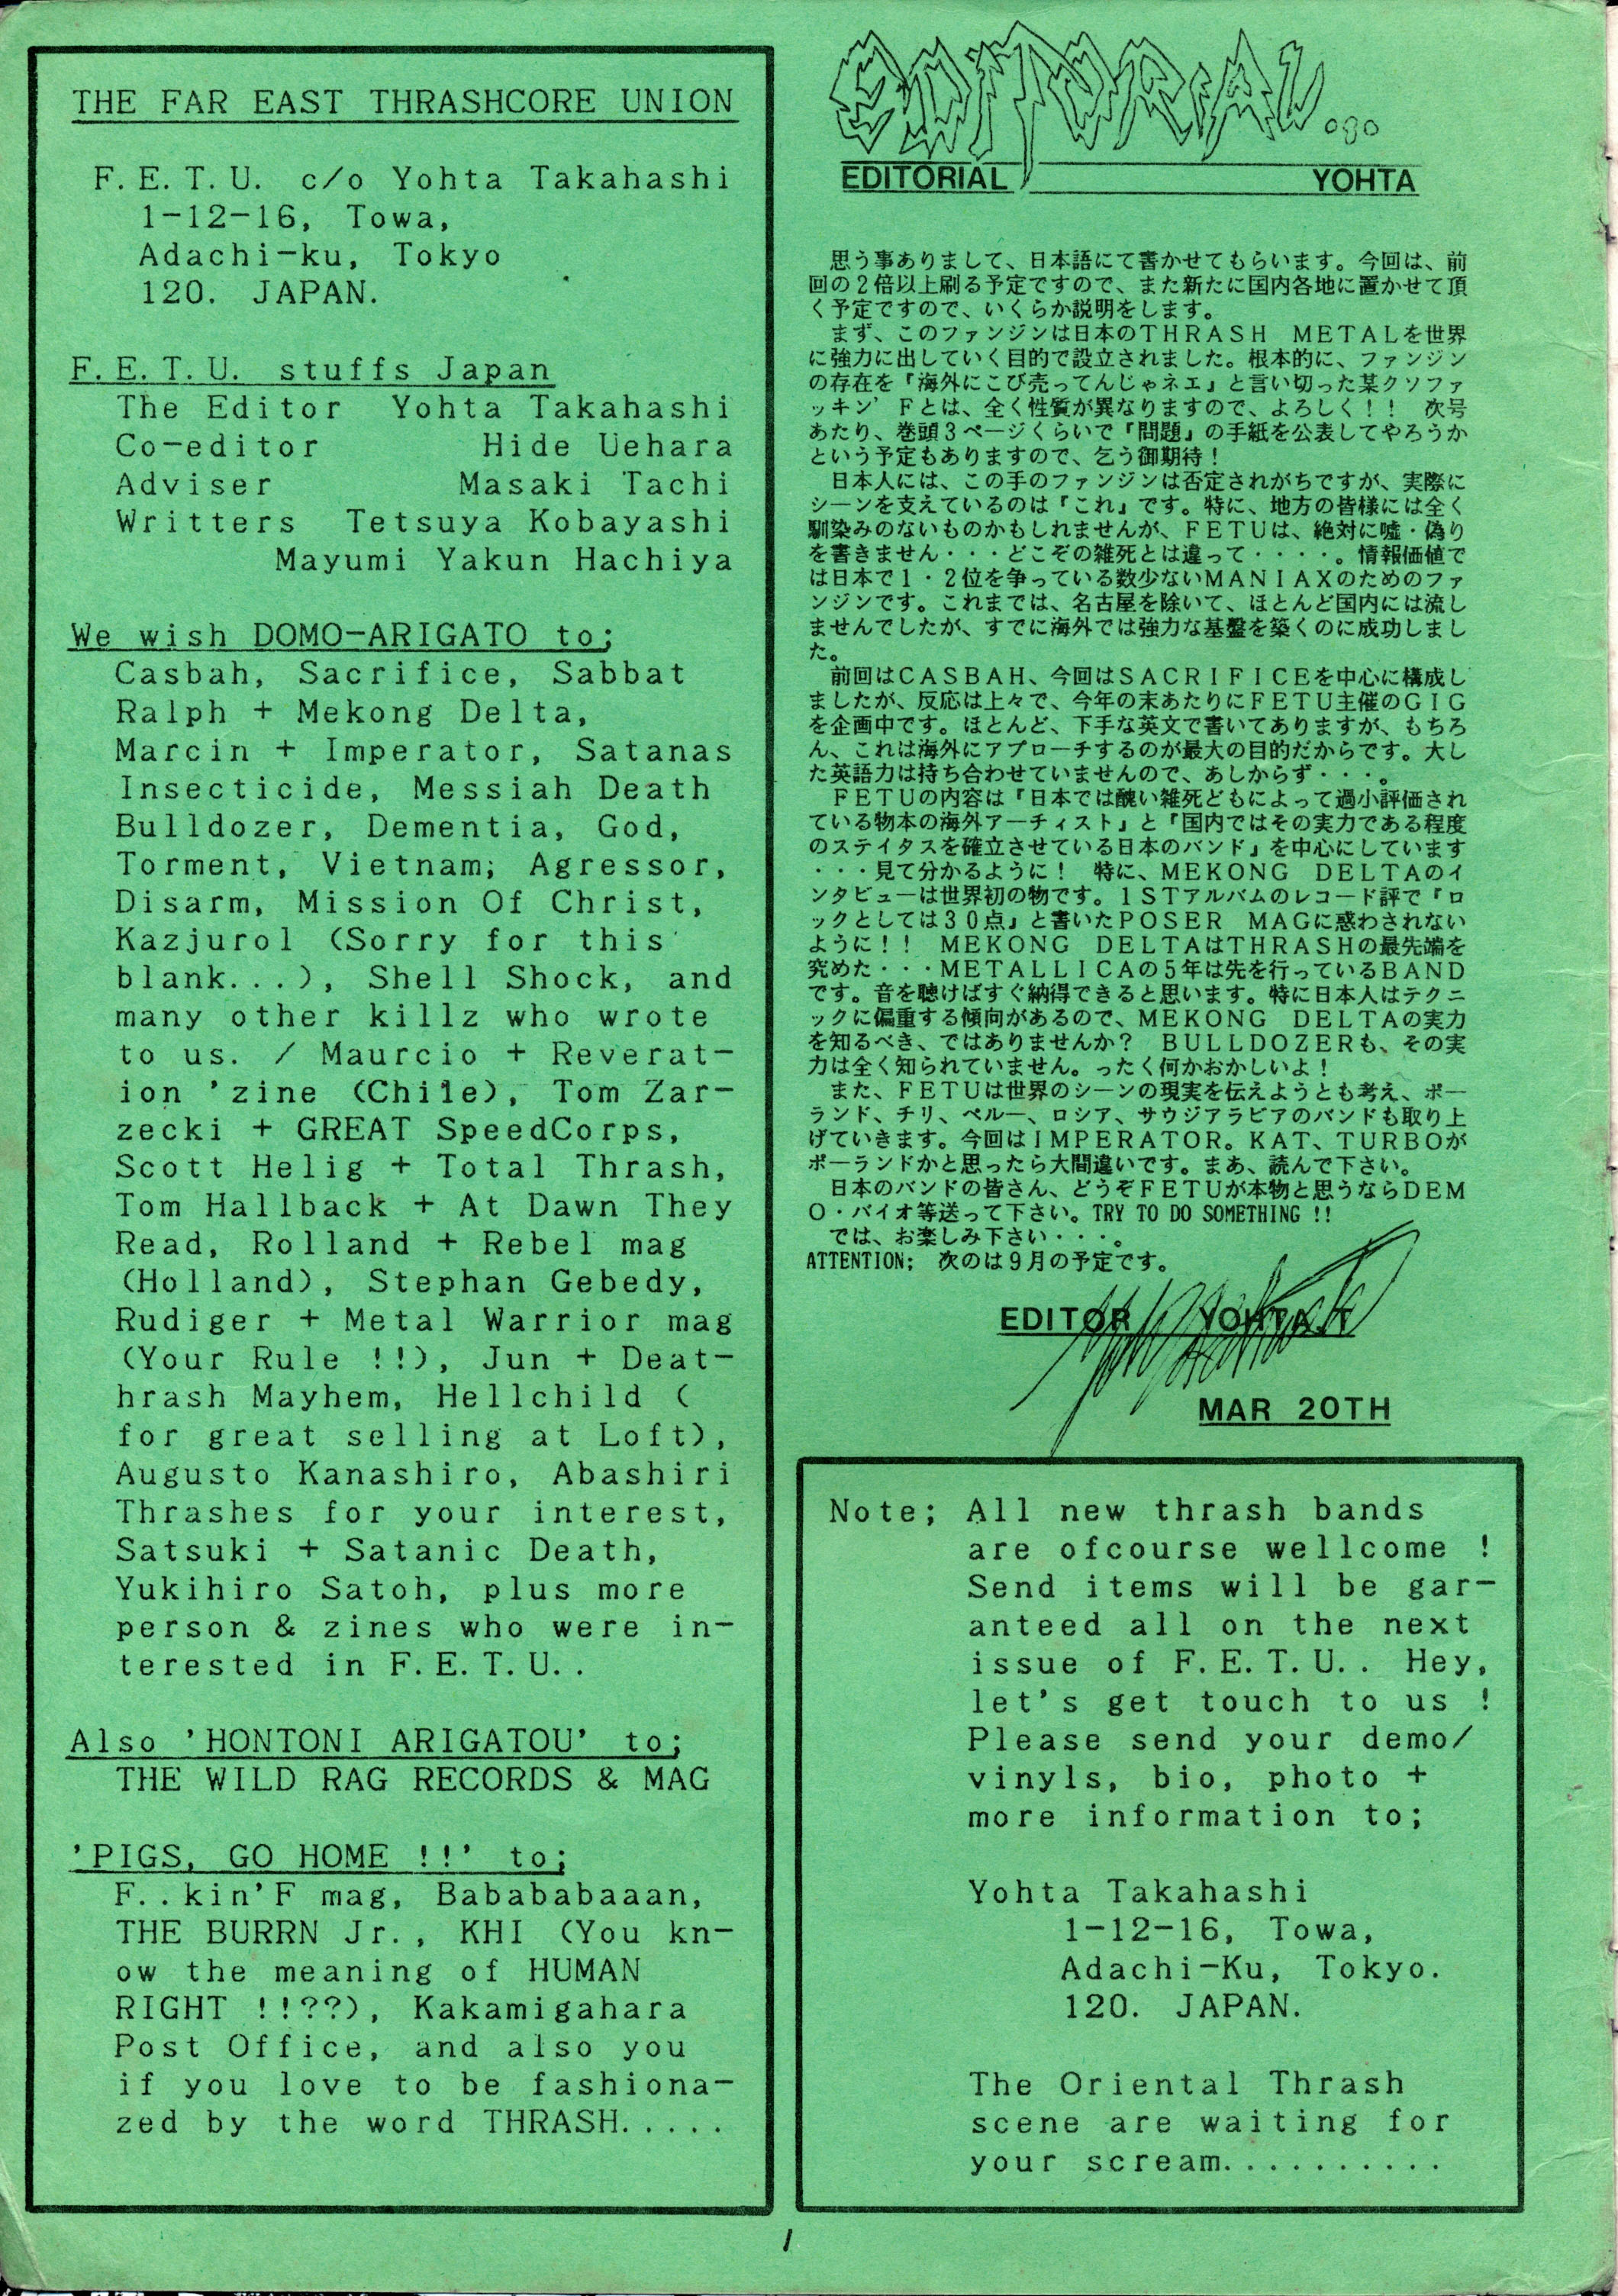 THE FAR EAST THRASHCORE UNION
F.E.T.U. c/o Yohta Takahashi
1-12-16, Towa,
Adachi-ku, Tokyo
120. JAPAN.
F.E.T.U. stuffs Japan
The Editor Yohta Takahashi
Co-editor Hide Uehara
Adviser Masaki Tachi
Writters Tetsuya Kobayashi
Mayumi Yakun Hachiya
We wish DOMO-ARIGATO to;
Casbah, Sacrifice, Sabbat
Ralph + Mekong Delta,
Marcin + Imperator, Satanas
Insecticide, Messiah Death
Bulldozer, Dementia, God,
Torment, Vietnam; Agressor,
Disarm, Mission Of Christ,
Kazjurol (Sorry for this
blank...), Shell Shock, and
many other killz who wrote
to us. / Maurcio + Reverat-
ion 'zine (Chile), Tom Zar-
zecki + GREAT SpeedCorps,
Scott Helig + Total Thrash,
Tom Hallback + At Dawn They
Read, Rolland + Rebel mag
(Holland), Stephan Gebedy,
Rudiger + Metal Warrior mag
(Your Rule !!), Jun + Deat-
hrash Mayhem, Hellchild (
for great selling at Loft),
Augusto Kanashiro, Abashiri
Thrashes for your interest,
Satsuki + Satanic Death,
Yukihiro Satoh, plus more
person & zines who were in-
terested in F.E.T.U..
Also 'HONTONI ARIGATOU' to;
THE WILD RAG RECORDS & MAG
'PIGS, GO HOME !!' to;
F..kin'F mag, Babababaaan,
THE BURRN Jr., KHI (You kn-
ow the meaning of HUMAN
RIGHT !!??), Kakamigahara
Post Office, and also you
if you love to be fashiona-
zed by the word THRASH.....
EDITORIAL...
EDITORIAL YOHTA
思う事ありまして、日本語にて書かせてもらいます。今回は、前
回の2倍以上刷る予定ですので、また新たに国内各地に置かせて頂
く予定ですので、いくらか説明をします。
まず、このファンジンは日本のTHRASH METALを世界
に強力に出していく目的で設立されました。根本的に、ファンジン
の存在を『海外にこび売ってんじゃネエ』と言い切った某クソファ
ッキン'Fとは、全く性質が異なりますので、よろしく!! 次号
あたり、巻頭3ページくらいで『問題』の手紙を公表してやろうか
という予定もありますので、乞う御期待!
日本人には、この手のファンジンは否定されがちですが、実際に
シーンを支えているのは『これ』です。特に、地方の皆様には全く
馴染みのないものかもしれませんが、FETUは、絶対に嘘・偽り
を書きません・・・どこぞの雑死とは違って・・・・。情報価値で
は日本で1・2位を争っている数少ないMANIAXのためのファ
ンジンです。これまでは、名古屋を除いて、ほとんど国内には流し
ませんでしたが、すでに海外では強力な基盤を築くのに成功しまし
た。
前回はCASBAH、今回はSACRIFICEを中心に構成し
ましたが、反応は上々で、今年の末あたりにFETU主催のGIG
を企画中です。ほとんど、下手な英文で書いてありますが、もちろ
ん、これは海外にアプローチするのが最大の目的だからです。大し
た英語力は持ち合わせていませんので、あしからず・・・。
FETUの内容は『日本では醜い雑死どもによって過小評価され
ている物本の海外アーチィスト』と『国内ではその実力である程度
のステイタスを確立させている日本のバンド』を中心にしています
・・・見て分かるように! 特に、MEKONG DELTAのイ
ンタビューは世界初の物です。1STアルバムのレコード評で『ロ
ックとしては30点』と書いたPOSER MAGに惑わされない
ように!! MEKONG DELTAはTHRASHの最先端を
究めた・・・METALLICAの5年は先を行っているBAND
です。音を聴けばすぐ納得できると思います。特に日本人はテクニ
ックに偏重する傾向があるので、MEKONG DELTAの実力
を知るべき、ではありませんか? BULLDOZERも、その実
力は全く知られていません。ったく何かおかしいよ!
また、FETUは世界のシーンの現実を伝えようとも考え、ポー
ランド、チリ、ペルー、ロシア、サウジアラビアのバンドも取り上
げていきます。今回はIMPERATOR。KAT、TURBOが
ポーランドかと思ったら大間違いです。まあ、読んで下さい。
日本のバンドの皆さん、どうぞFETUが本物と思うならDEM
O・バイオ等送って下さい。TRY TO DO SOMETHING !!
では、お楽しみ下さい・・・。
ATTENTION; 次のは9月の予定です。
EDITOR YOHTA.T
MAR 20TH
Note; All new thrash bands
are ofcourse wellcome !
Send items will be gar-
anteed all on the next
issue of F.E.T.U.. Hey,
let's get touch to us !
Please send your demo/
vinyls, bio, photo +
more information to;
Yohta Takahashi
1-12-16, Towa,
Adachi-Ku, Tokyo.
120. JAPAN.
The Oriental Thrash
scene are waiting for
your scream..........
1